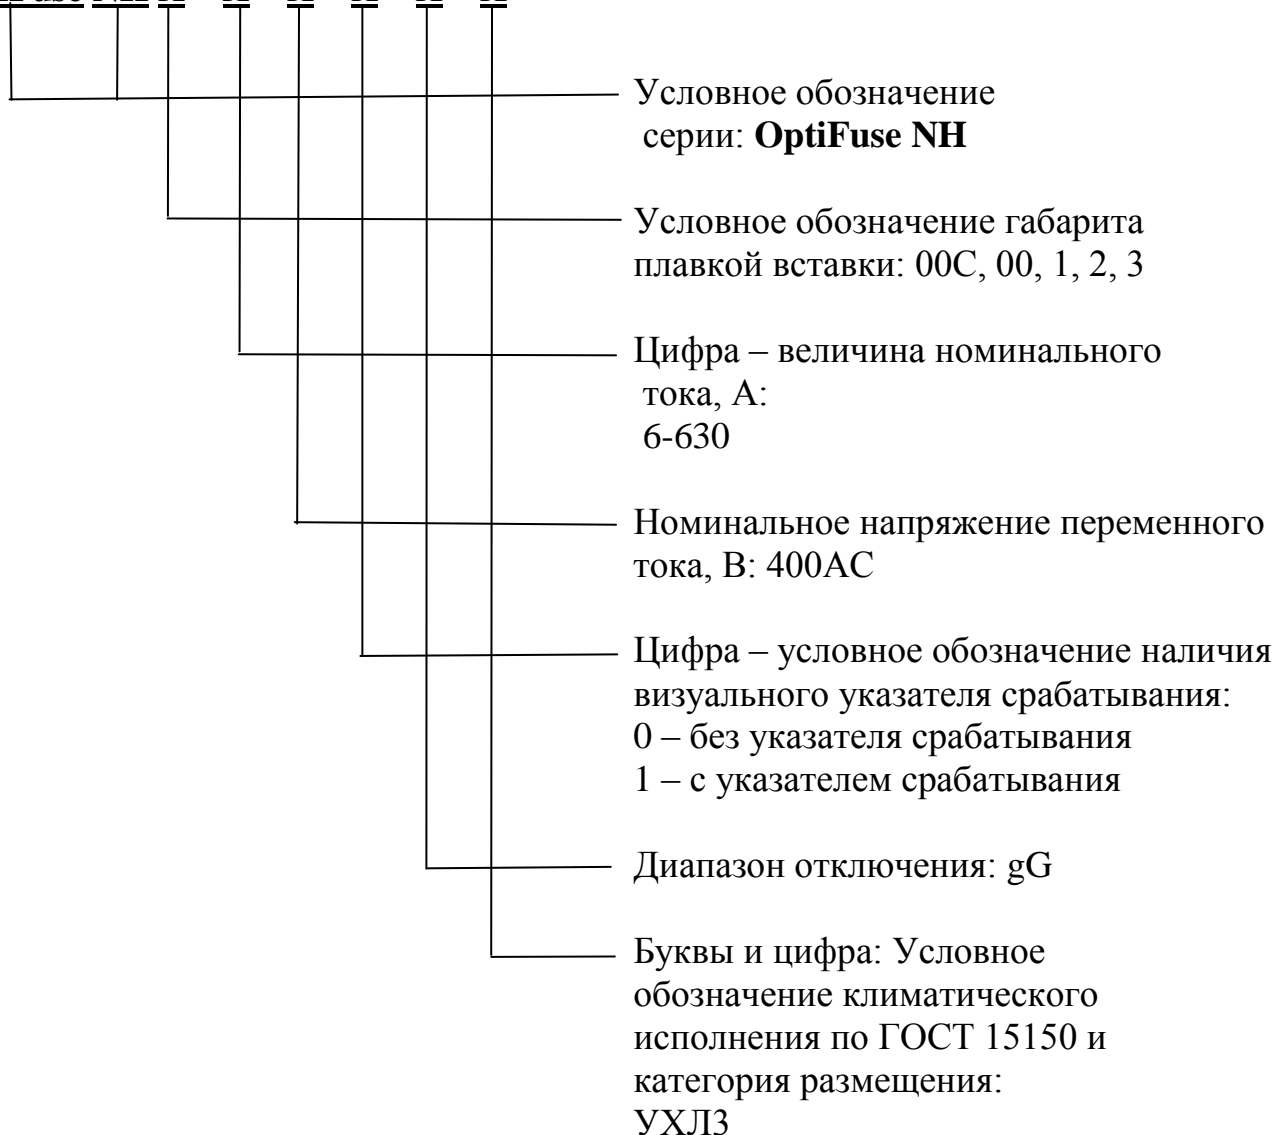 Условное обозначение
серии: OptiFuse NH
Условное обозначение габарита
плавкой вставки: 00С, 00, 1, 2, 3
Цифра – величина номинального
тока, А:
6-630
Номинальное напряжение переменного
тока, В: 400АС
Цифра – условное обозначение наличия
визуального указателя срабатывания:
0 – без указателя срабатывания
1 – с указателем срабатывания
Диапазон отключения: gG
Буквы и цифра: Условное
обозначение климатического
исполнения по ГОСТ 15150 и
категория размещения:
УХЛ3